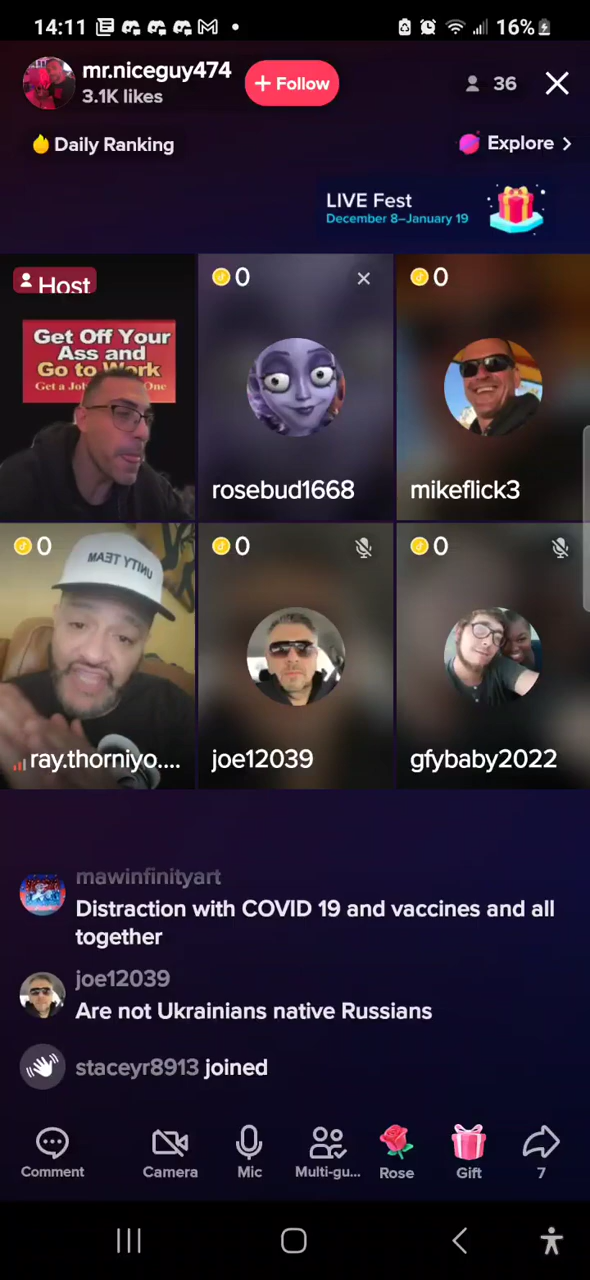 14:11
16%
mr.niceguy474
3.1K likes
+ Follow
36
Daily Ranking
Explore >
LIVE Fest
December 8–January 19
Host
0
0
Get Off Your
Ass and
Go to Work
rosebud1668
mikeflick3
0
0
0
UNITY TEAM
ray.thorniyo....
joe12039
gfybaby2022
mawinfinityart
Distraction with COVID 19 and vaccines and all
together
joe12039
Are not Ukrainians native Russians
staceyr8913 joined
Comment
Camera
Mic
Multi-gu...
Rose
Gift
7